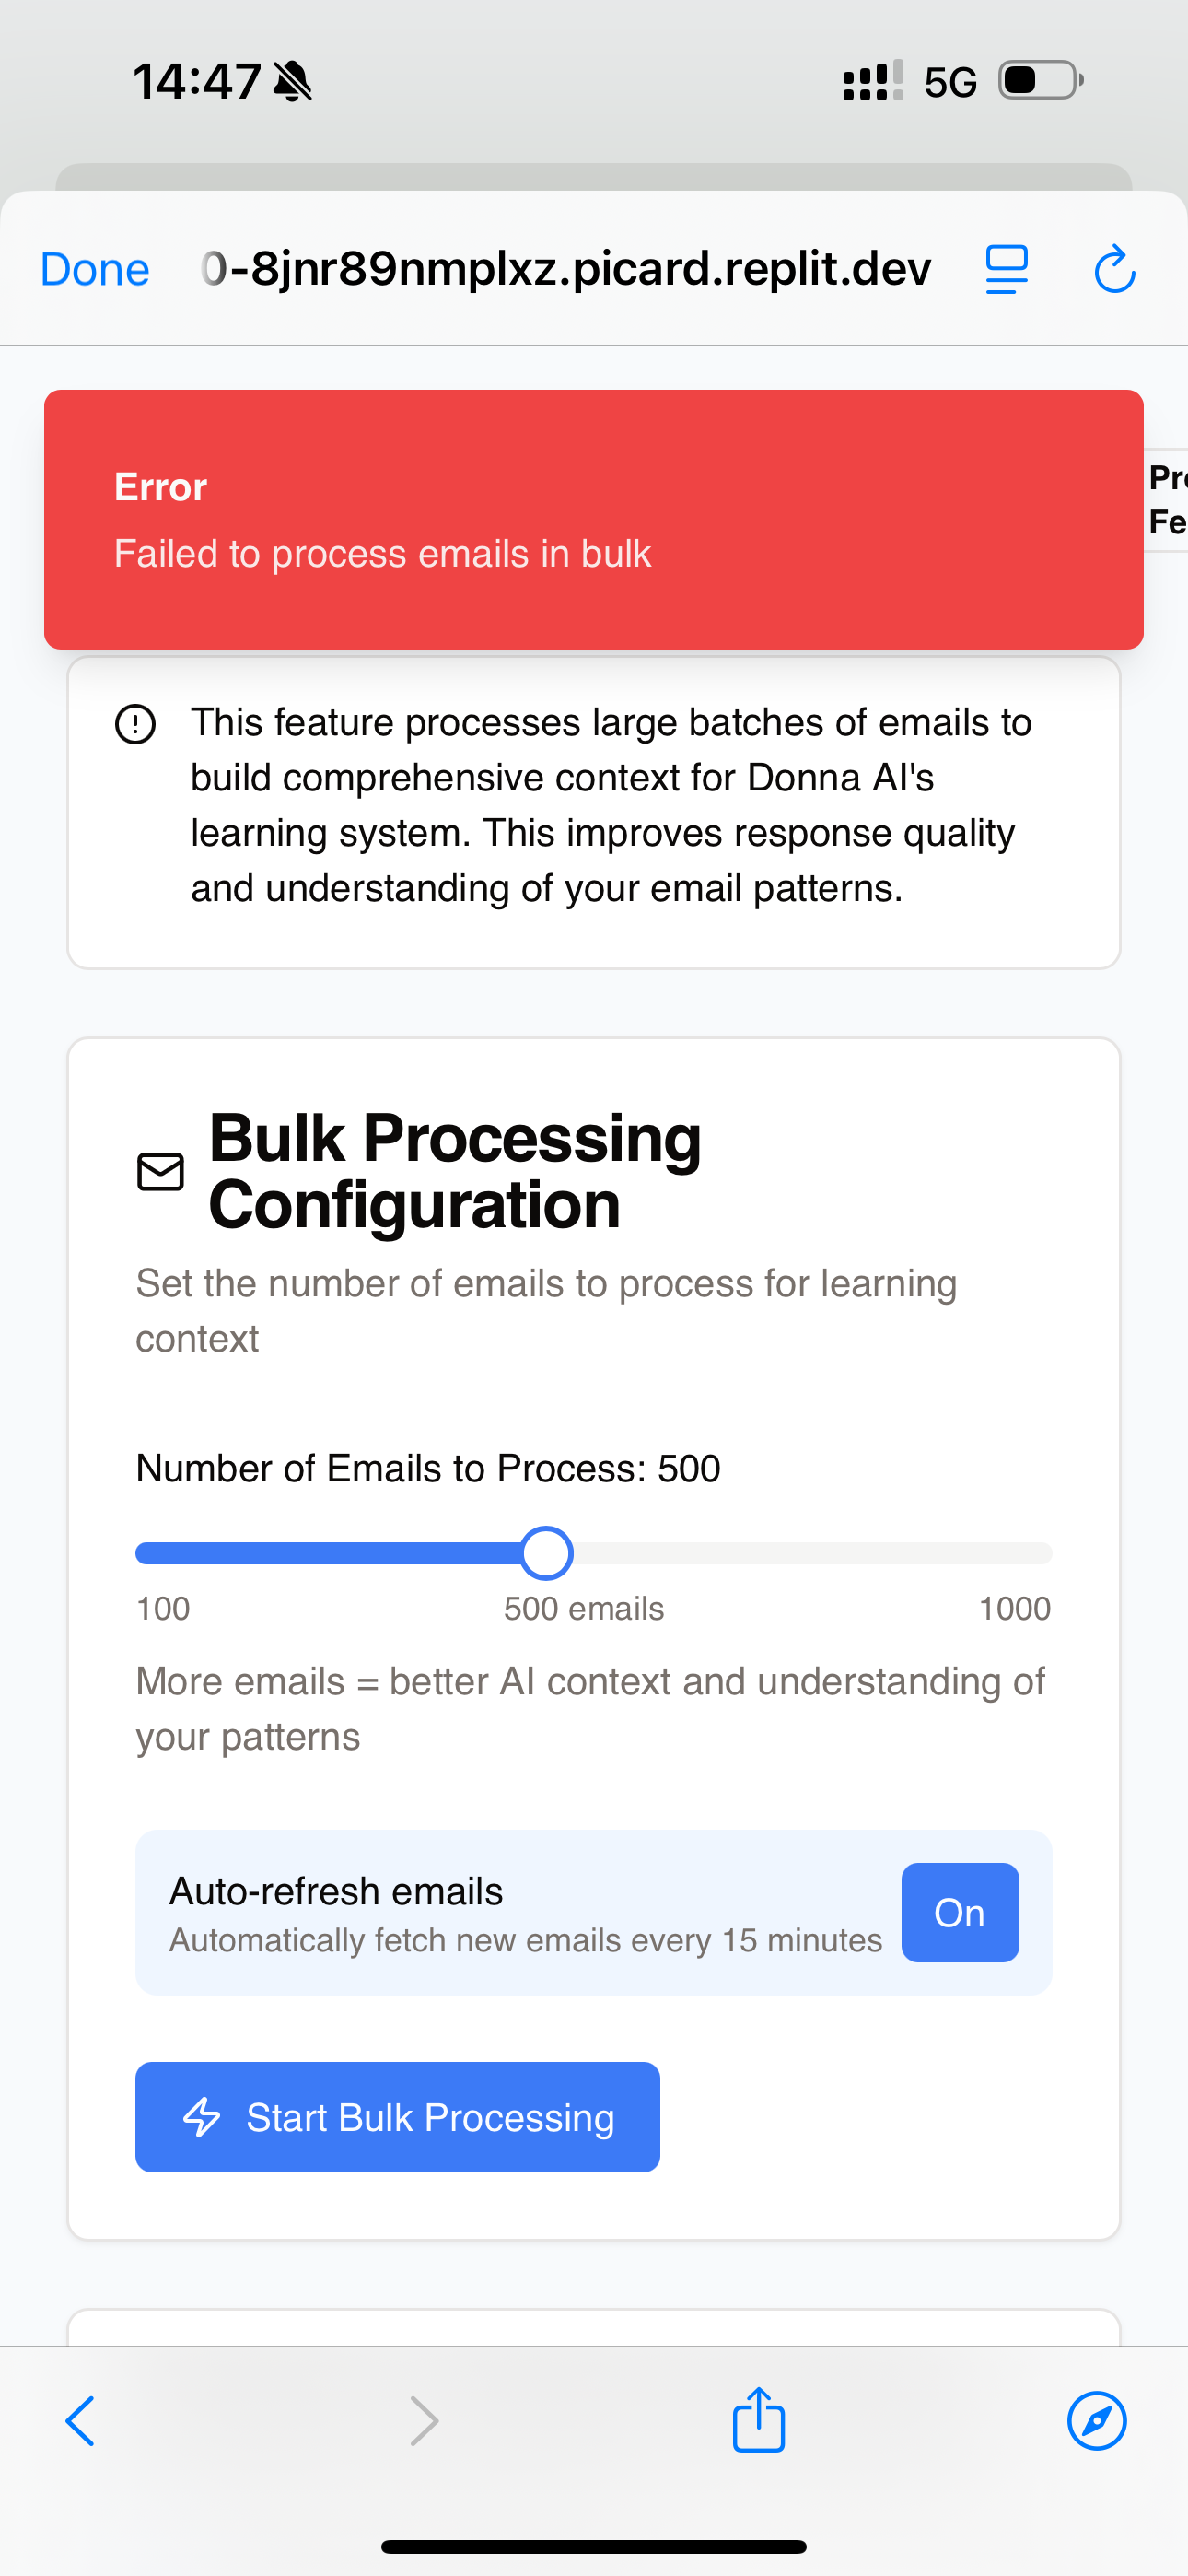 14:47
5G
Done
0-8jnr89nmplxz.picard.replit.dev
Error
Failed to process emails in bulk
This feature processes large batches of emails to
build comprehensive context for Donna AI's
learning system. This improves response quality
and understanding of your email patterns.
Bulk Processing
Configuration
Set the number of emails to process for learning
context
Number of Emails to Process: 500
100
500 emails
1000
More emails = better AI context and understanding of
your patterns
Auto-refresh emails
Automatically fetch new emails every 15 minutes
On
Start Bulk Processing